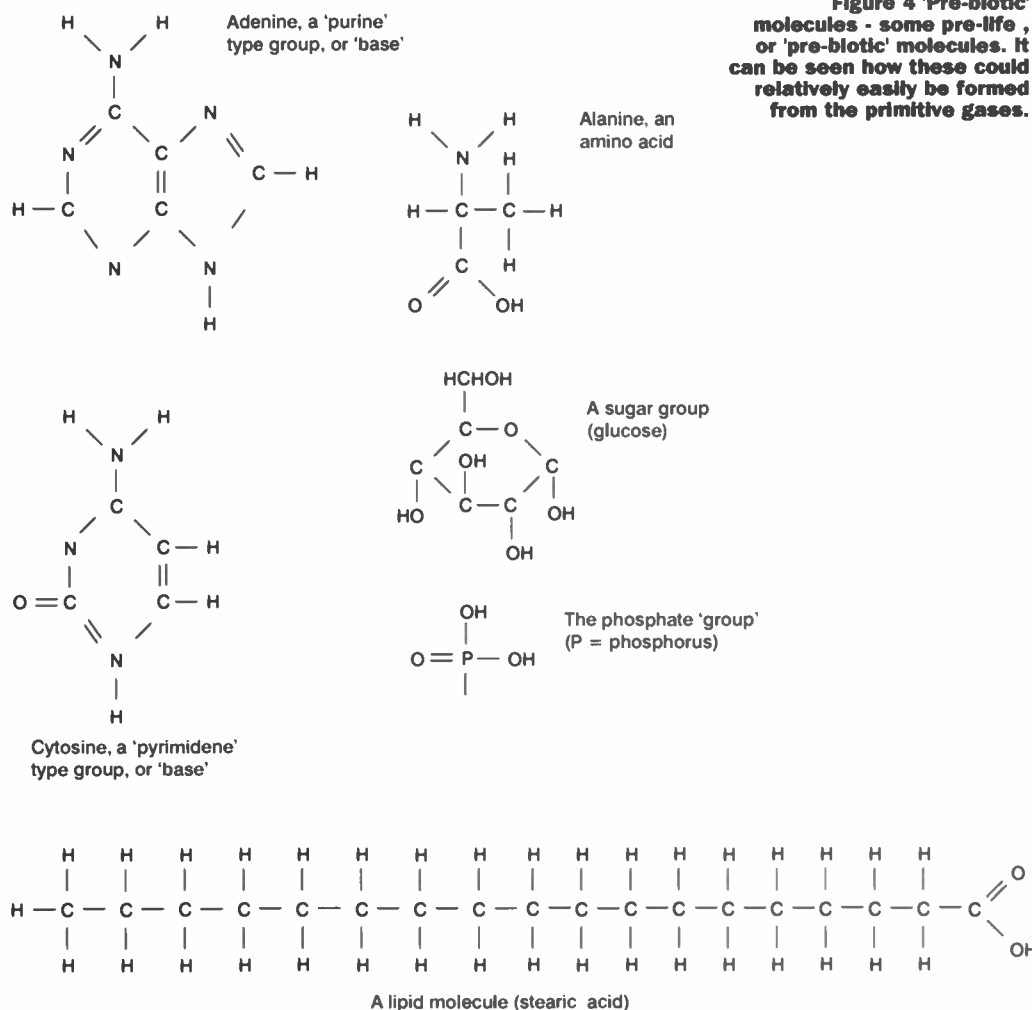 Figure 4 'Pre-biotic'
molecules - some pre-life ,
or 'pre-biotic' molecules. It
can be seen how these could
relatively easily be formed
from the primitive gases.
Adenine, a 'purine'
type group, or 'base'
H H
N
C N
N C
C — H
H — C C
N N
H
Alanine, an
amino acid
H H
N H
H — C — C — H
C H
O OH
H H
N
C
N C — H
O = C C — H
N
H
Cytosine, a 'pyrimidene'
type group, or 'base'
HCHOH
C — O
C OH C
HO C — C OH
OH
A sugar group
(glucose)
OH
O = P — OH
The phosphate 'group'
(P = phosphorus)
H H H H H H H H H H H H H H H H H
O
H — C — C — C — C — C — C — C — C — C — C — C — C — C — C — C — C — C — C
OH
H H H H H H H H H H H H H H H H H
A lipid molecule (stearic acid)